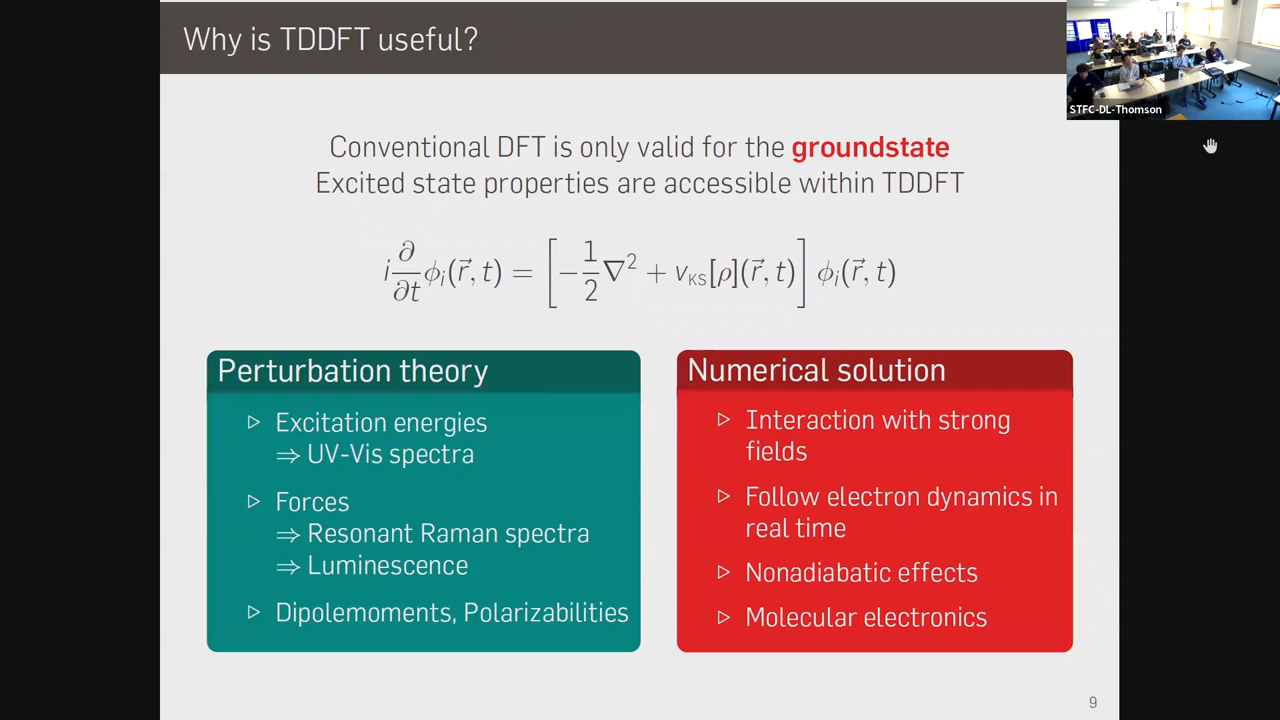 Why is TDDFT useful?
STFC-DL-Thomson
Conventional DFT is only valid for the groundstate
Excited state properties are accessible within TDDFT
i ∂/∂t ϕᵢ(r⃗, t) = [−1/2 ∇² + v_KS[ρ](r⃗, t)] ϕᵢ(r⃗, t)
Perturbation theory
▷ Excitation energies
⇒ UV-Vis spectra
▷ Forces
⇒ Resonant Raman spectra
⇒ Luminescence
▷ Dipolemoments, Polarizabilities
Numerical solution
▷ Interaction with strong
fields
▷ Follow electron dynamics in
real time
▷ Nonadiabatic effects
▷ Molecular electronics
9